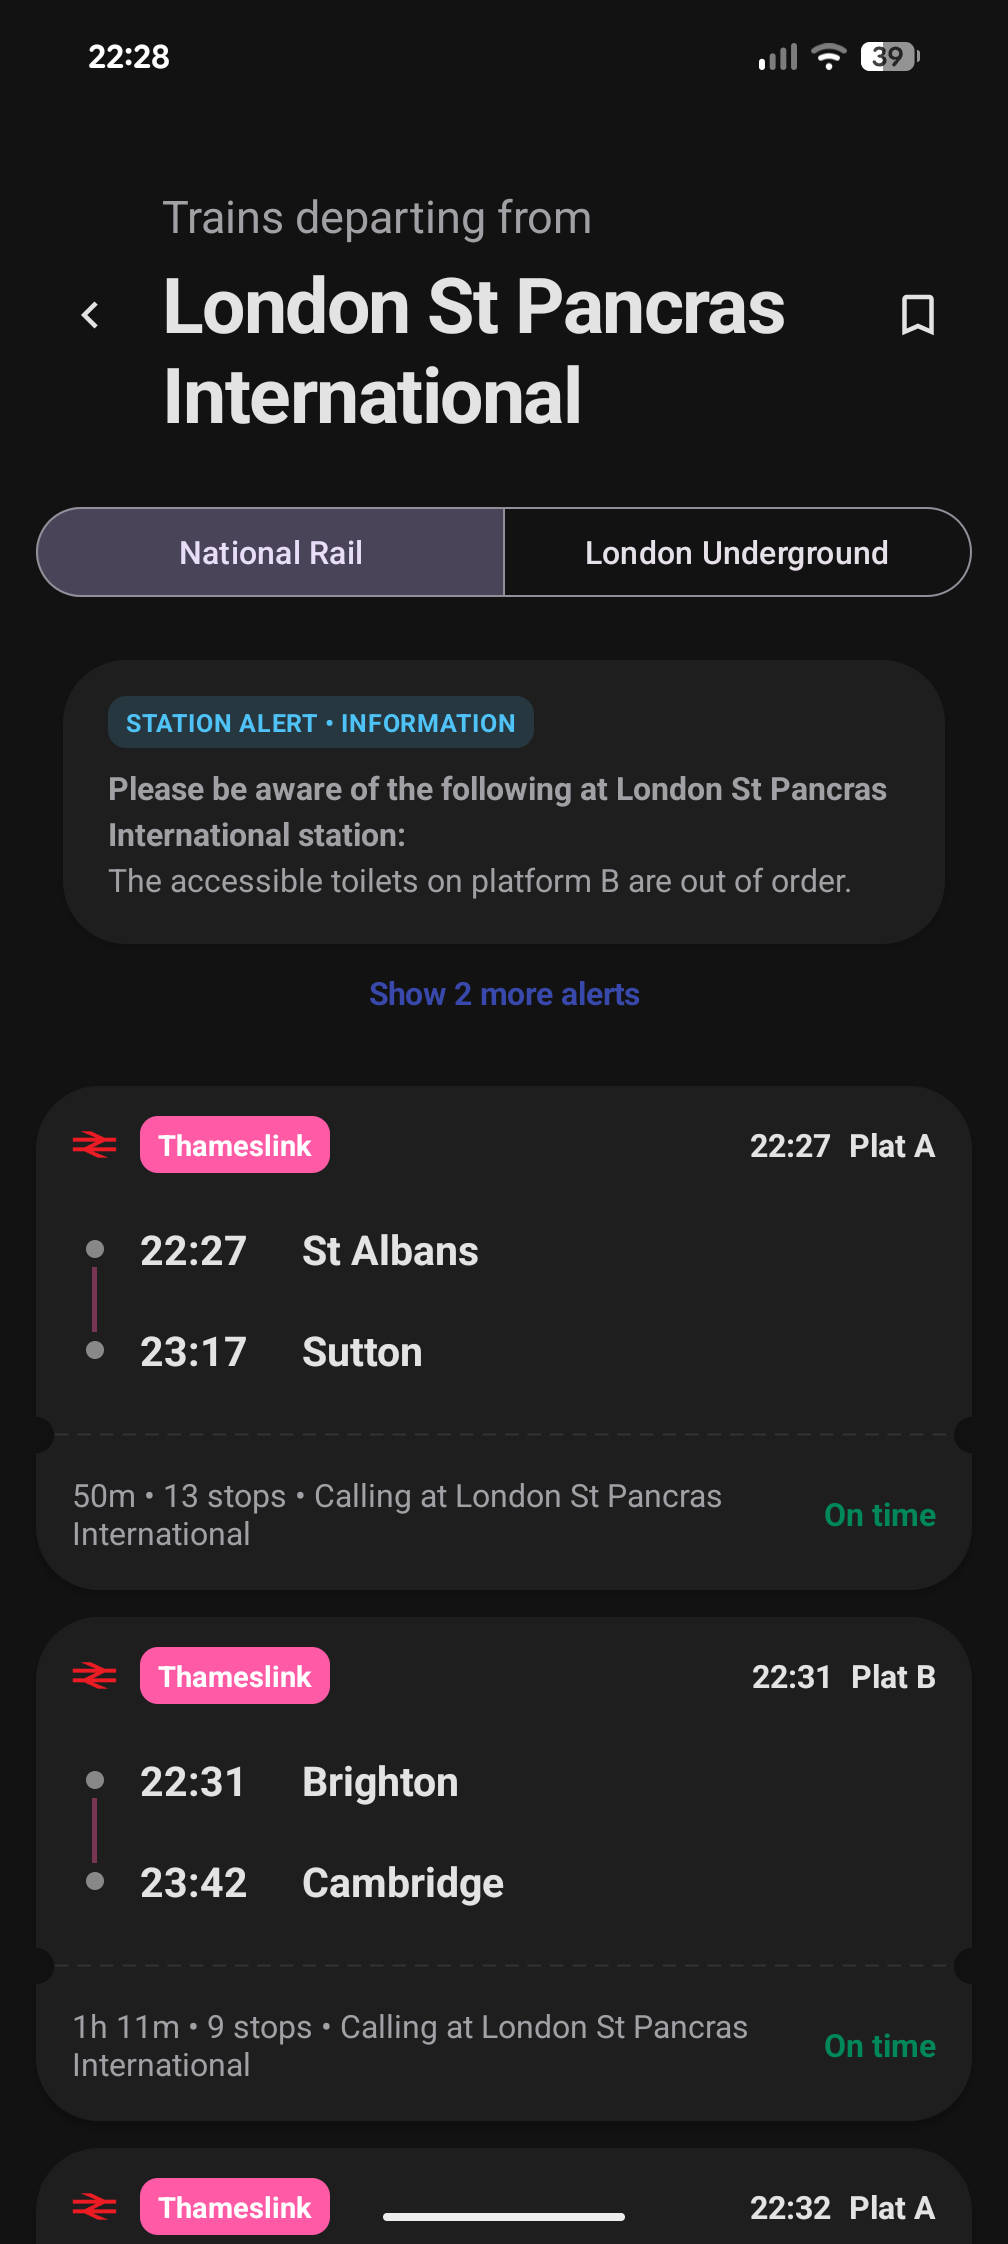 22:28
39
Trains departing from
London St Pancras
International
National Rail
London Underground
STATION ALERT • INFORMATION
Please be aware of the following at London St Pancras
International station:
The accessible toilets on platform B are out of order.
Show 2 more alerts
Thameslink
22:27 Plat A
22:27 St Albans
23:17 Sutton
50m • 13 stops • Calling at London St Pancras
International
On time
Thameslink
22:31 Plat B
22:31 Brighton
23:42 Cambridge
1h 11m • 9 stops • Calling at London St Pancras
International
On time
Thameslink
22:32 Plat A